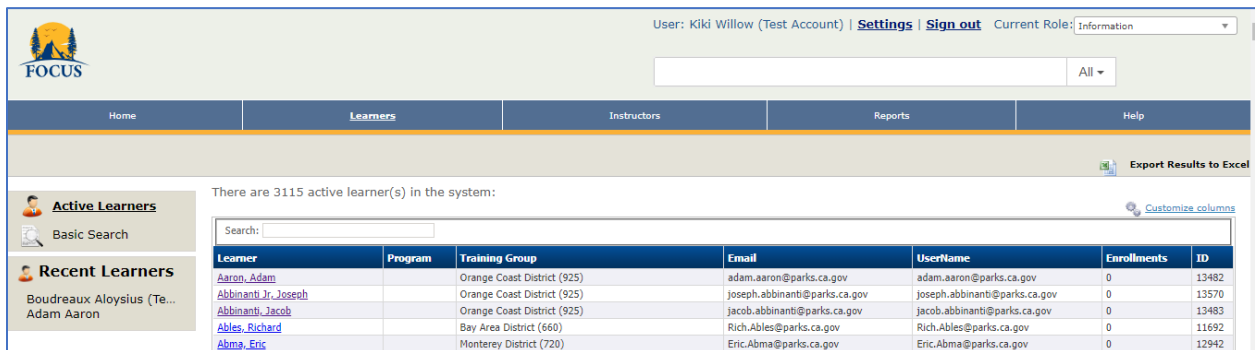 User: Kiki Willow (Test Account) | Settings | Sign out Current Role: Information
FOCUS
All
Home Learners Instructors Reports Help
Export Results to Excel
There are 3115 active learner(s) in the system:
Active Learners
Customize columns
Basic Search
Search:
Learner Program Training Group Email UserName Enrollments ID
Recent Learners
Aaron, Adam Orange Coast District (925) adam.aaron@parks.ca.gov adam.aaron@parks.ca.gov 0 13482
Boudreaux Aloysius (Te...
Abbinanti Jr, Joseph Orange Coast District (925) joseph.abbinanti@parks.ca.gov joseph.abbinanti@parks.ca.gov 0 13570
Adam Aaron
Abbinanti, Jacob Orange Coast District (925) jacob.abbinanti@parks.ca.gov jacob.abbinanti@parks.ca.gov 0 13483
Ables, Richard Bay Area District (660) Rich.Ables@parks.ca.gov Rich.Ables@parks.ca.gov 0 11692
Abma, Eric Monterey District (720) Eric.Abma@parks.ca.gov Eric.Abma@parks.ca.gov 0 12942